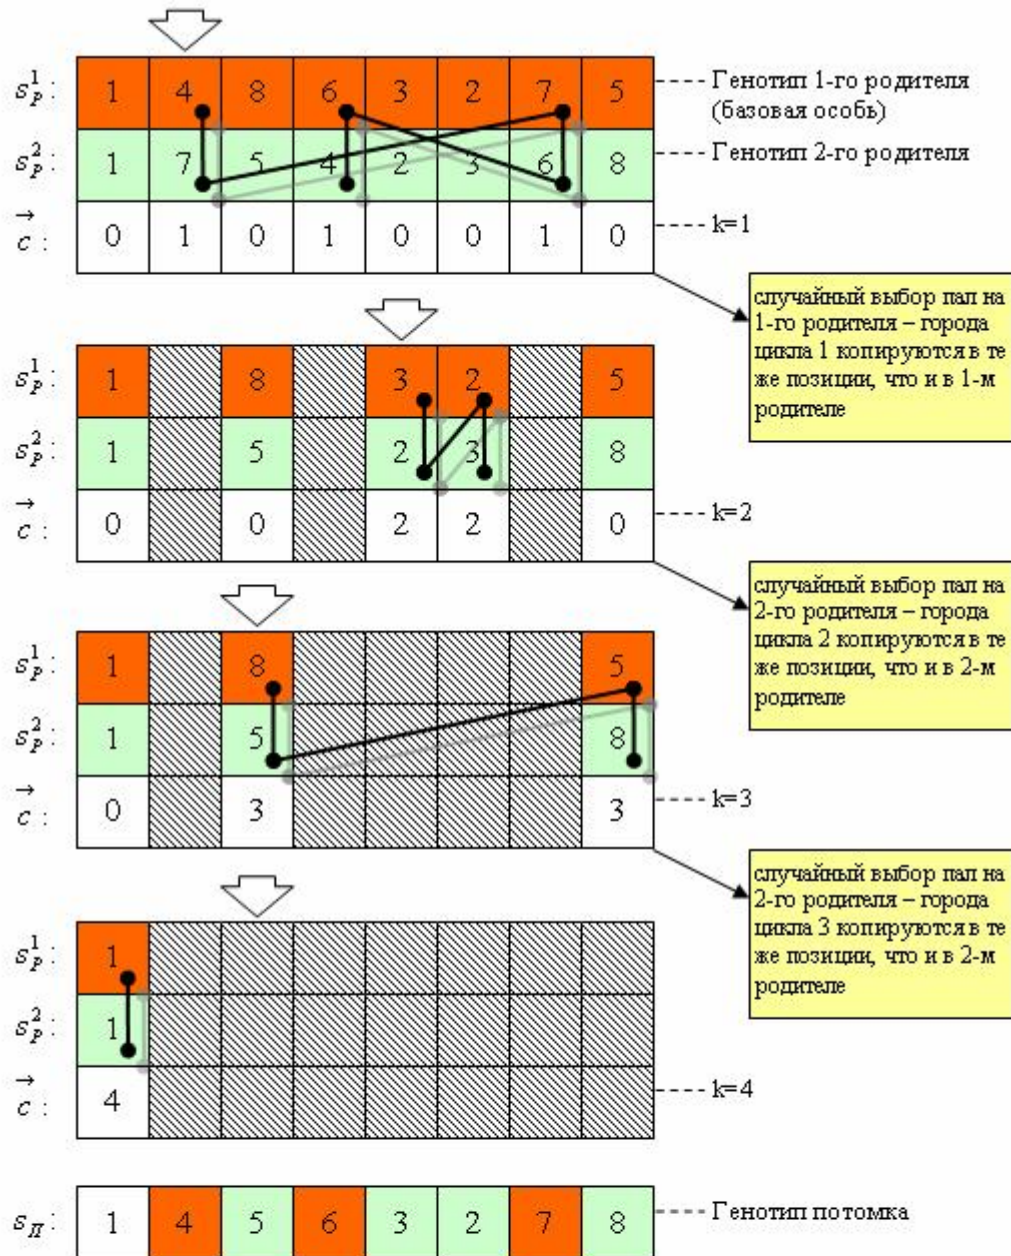 s¹ₚ: 1 4 8 6 3 2 7 5 Генотип 1-го родителя
(базовая особь)
s²ₚ: 1 7 5 4 2 3 6 8 Генотип 2-го родителя
c⃗: 0 1 0 1 0 0 1 0 k=1
случайный выбор пал на
1-го родителя – города
цикла 1 копируются в те
же позиции, что и в 1-м
родителе
s¹ₚ: 1 8 3 2 5
s²ₚ: 1 5 2 3 8
c⃗: 0 0 2 2 0 k=2
случайный выбор пал на
2-го родителя – города
цикла 2 копируются в те
же позиции, что и в 2-м
родителе
s¹ₚ: 1 8 5
s²ₚ: 1 5 8
c⃗: 0 3 3 k=3
случайный выбор пал на
2-го родителя – города
цикла 3 копируются в те
же позиции, что и в 2-м
родителе
s¹ₚ: 1
s²ₚ: 1
c⃗: 4 k=4
s_П: 1 4 5 6 3 2 7 8 Генотип потомка